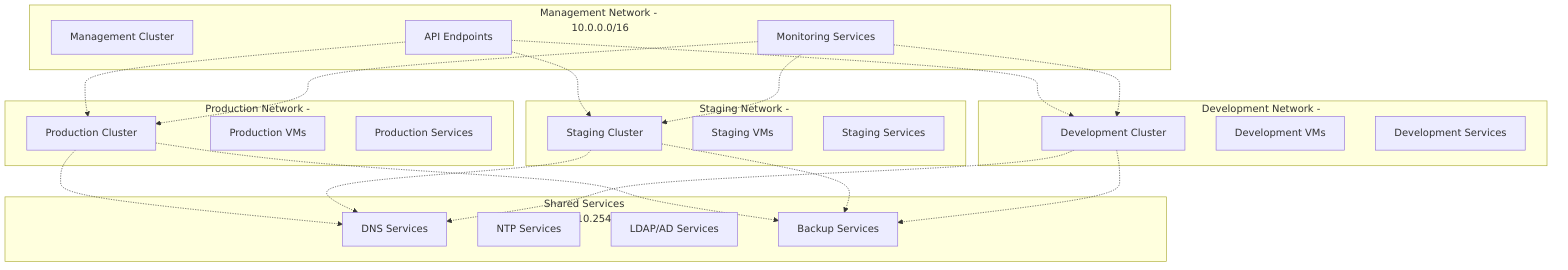 Management Network -
10.0.0.0/16
Management Cluster
API Endpoints
Monitoring Services
Production Network -
Production Cluster
Production VMs
Production Services
Staging Network -
Staging Cluster
Staging VMs
Staging Services
Development Network -
Development Cluster
Development VMs
Development Services
Shared Services
10.254
DNS Services
NTP Services
LDAP/AD Services
Backup Services